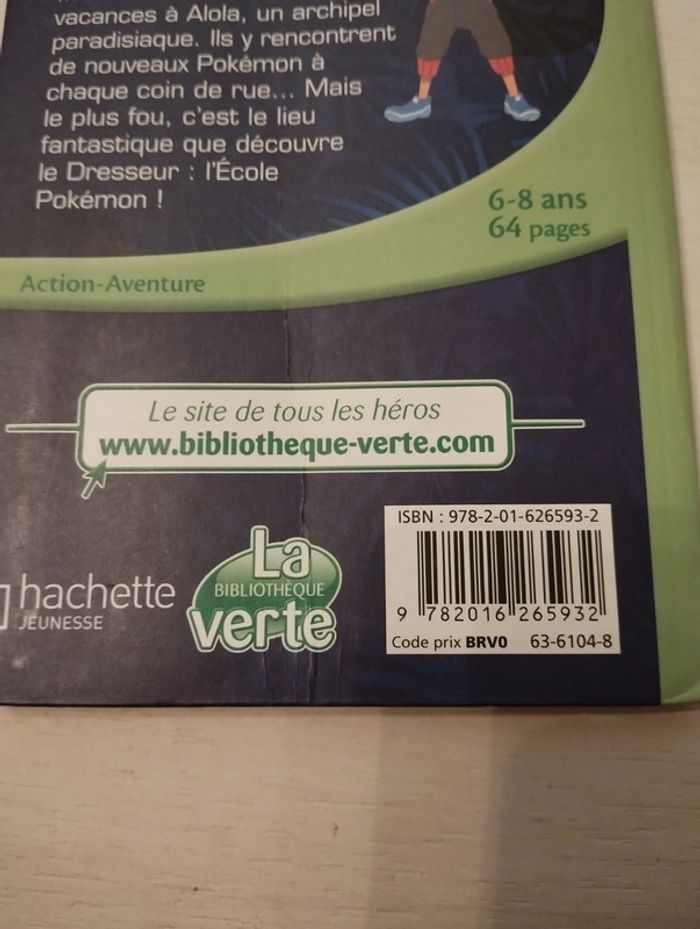 vacances à Alola, un archipel
paradisiaque. Ils y rencontrent
de nouveaux Pokémon à
chaque coin de rue... Mais
le plus fou, c'est le lieu
fantastique que découvre
le Dresseur : l'École
Pokémon !
6-8 ans
64 pages
Action-Aventure
Le site de tous les héros
www.bibliotheque-verte.com
ISBN : 978-2-01-626593-2
9 782016 265932
Code prix BRV0 63-6104-8
hachette
JEUNESSE
La
BIBLIOTHÈQUE
verte